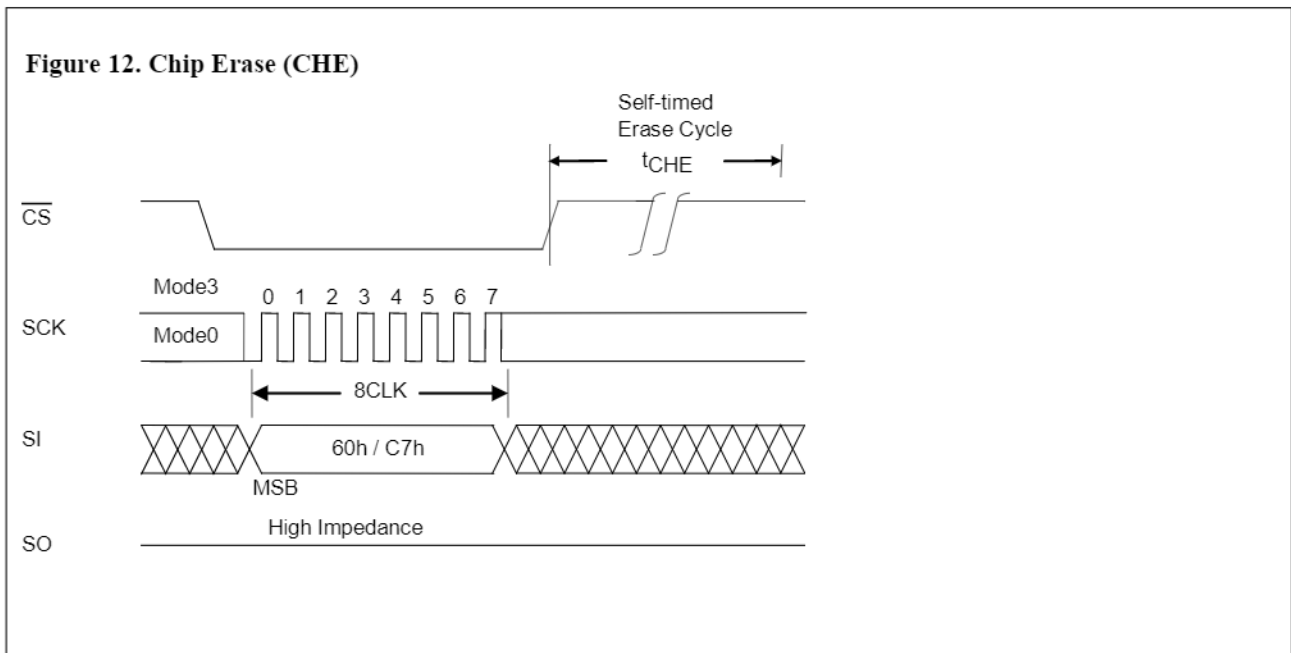 Figure 12. Chip Erase (CHE)
Self-timed
Erase Cycle
tCHE
CS
Mode3
0 1 2 3 4 5 6 7
SCK
Mode0
8CLK
SI
60h / C7h
MSB
High Impedance
SO